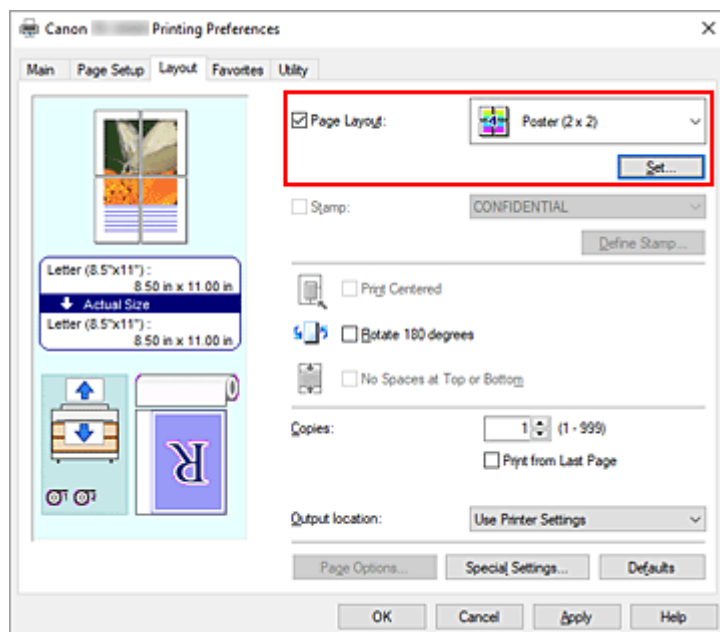 Canon Printing Preferences
Main Page Setup Layout Favorites Utility
Page Layout: Poster (2 x 2)
Set...
Stamp: CONFIDENTIAL
Define Stamp...
Letter (8.5"x11") :
8.50 in x 11.00 in
Actual Size
Letter (8.5"x11") :
8.50 in x 11.00 in
Print Centered
Rotate 180 degrees
No Spaces at Top or Bottom
Copies: 1 (1 - 999)
Print from Last Page
Output location: Use Printer Settings
Page Options... Special Settings... Defaults
OK Cancel Apply Help